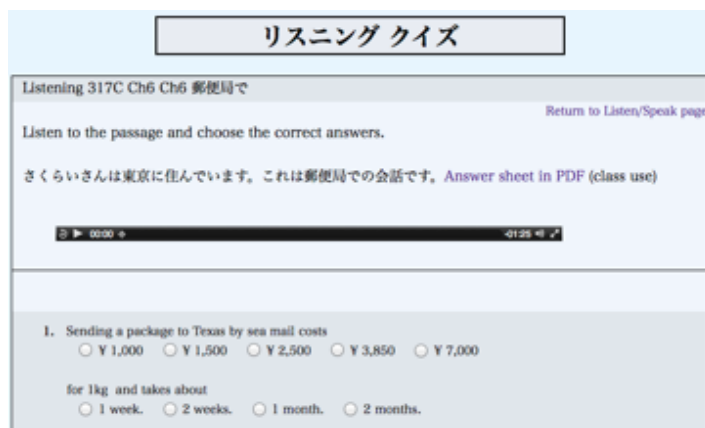 リスニング クイズ
Listening 317C Ch6 Ch6 郵便局で
Return to Listen/Speak page
Listen to the passage and choose the correct answers.
さくらいさんは東京に住んでいます。これは郵便局での会話です。Answer sheet in PDF (class use)
00:00 -01:25
1. Sending a package to Texas by sea mail costs
¥ 1,000 ¥ 1,500 ¥ 2,500 ¥ 3,850 ¥ 7,000
for 1kg and takes about
1 week. 2 weeks. 1 month. 2 months.